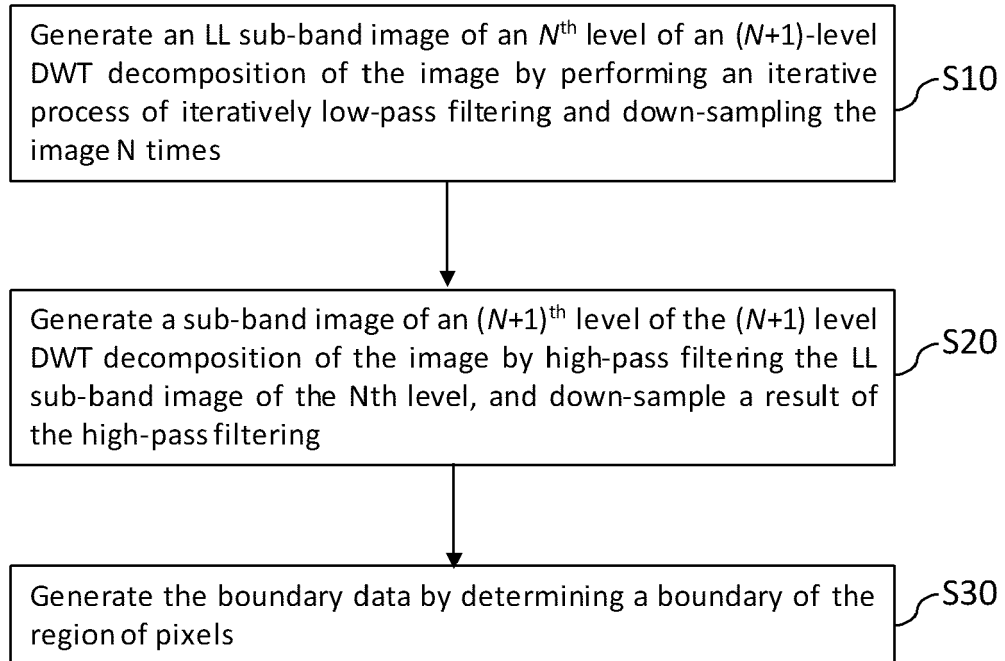 Generate an LL sub-band image of an Nth level of an (N+1)-level
DWT decomposition of the image by performing an iterative
process of iteratively low-pass filtering and down-sampling the
image N times
S10
Generate a sub-band image of an (N+1)th level of the (N+1) level
DWT decomposition of the image by high-pass filtering the LL
sub-band image of the Nth level, and down-sample a result of
the high-pass filtering
S20
Generate the boundary data by determining a boundary of the
region of pixels
S30